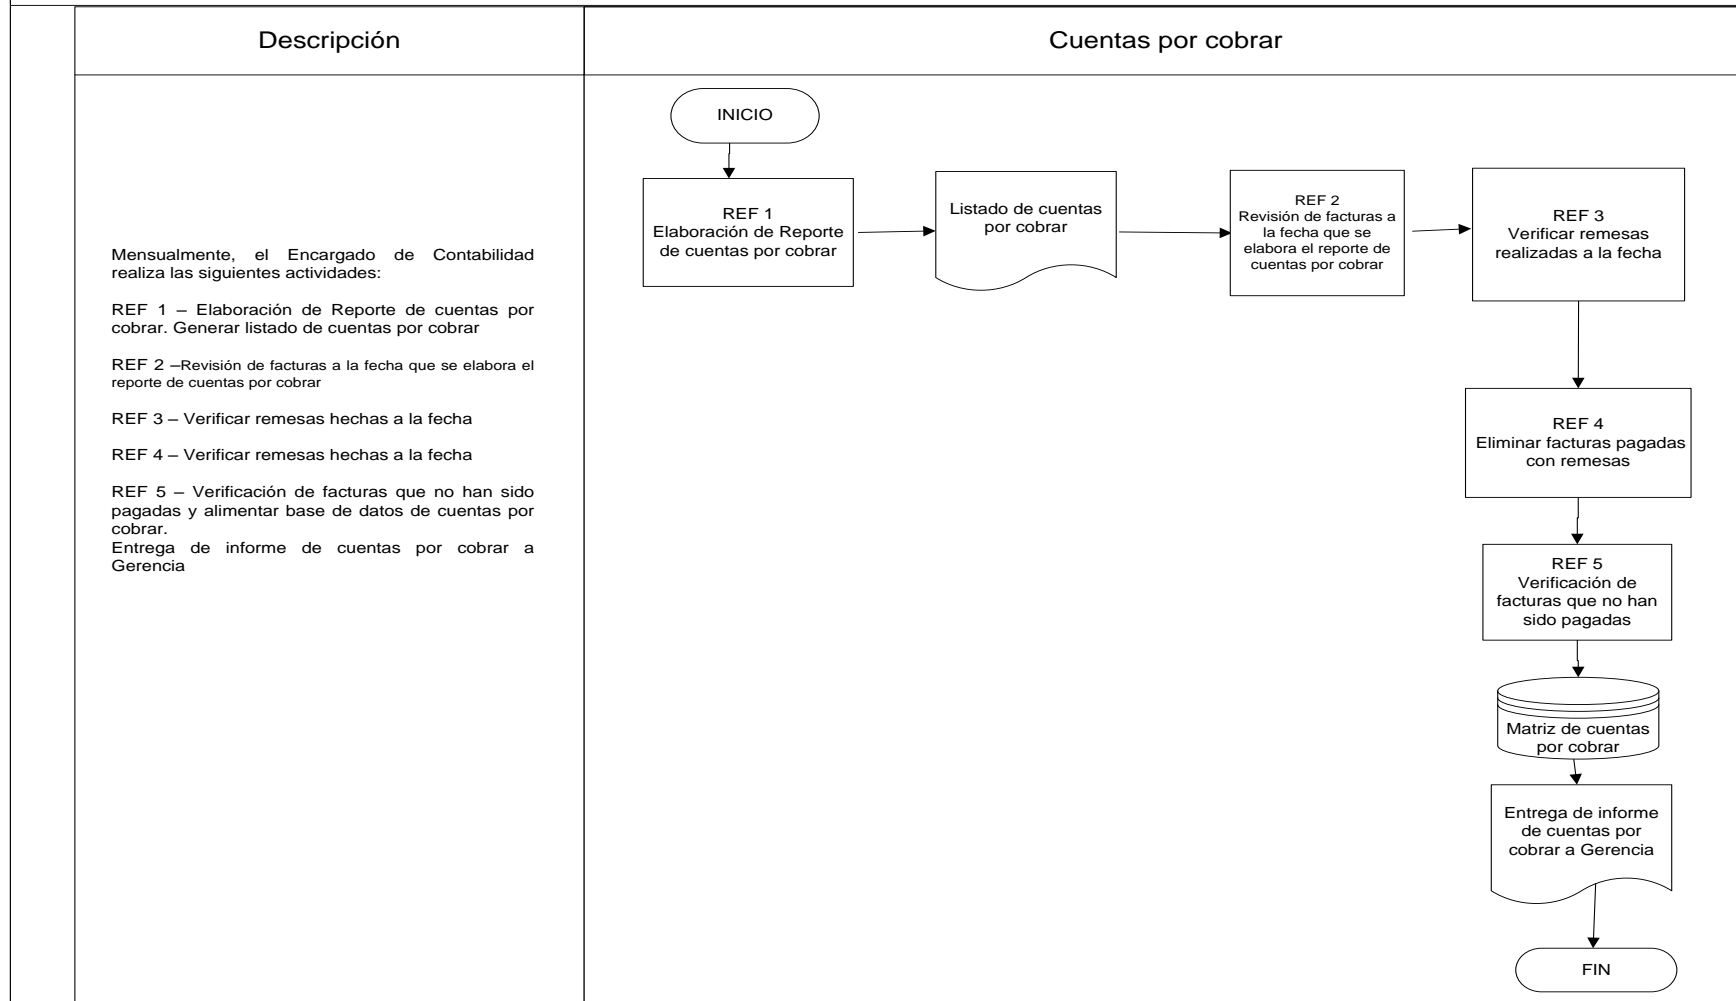 Descripción
Cuentas por cobrar
Mensualmente, el Encargado de Contabilidad
realiza las siguientes actividades:
REF 1 – Elaboración de Reporte de cuentas por
cobrar. Generar listado de cuentas por cobrar
REF 2 –Revisión de facturas a la fecha que se elabora el
reporte de cuentas por cobrar
REF 3 – Verificar remesas hechas a la fecha
REF 4 – Verificar remesas hechas a la fecha
REF 5 – Verificación de facturas que no han sido
pagadas y alimentar base de datos de cuentas por
cobrar.
Entrega de informe de cuentas por cobrar a
Gerencia
INICIO
REF 1
Elaboración de Reporte
de cuentas por cobrar
Listado de cuentas
por cobrar
REF 2
Revisión de facturas a
la fecha que se
elabora el reporte de
cuentas por cobrar
REF 3
Verificar remesas
realizadas a la fecha
REF 4
Eliminar facturas pagadas
con remesas
REF 5
Verificación de
facturas que no han
sido pagadas
Matriz de cuentas
por cobrar
Entrega de informe
de cuentas por
cobrar a Gerencia
FIN